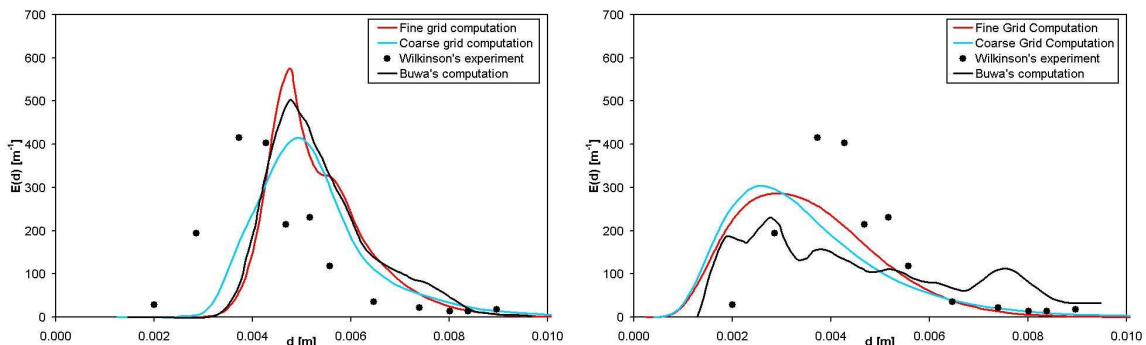 700
600
500
400
300
200
100
0
E(d) [m-1]
Fine grid computation
Coarse grid computation
Wilkinson's experiment
Buwa's computation
0.000 0.002 0.004 0.006 0.008 0.010
d [m]
700
600
500
400
300
200
100
0
E(d) [m-1]
Fine Grid Computation
Coarse Grid Computation
Wilkinson's experiment
Buwa's computation
0.000 0.002 0.004 0.006 0.008 0.010
d [m]